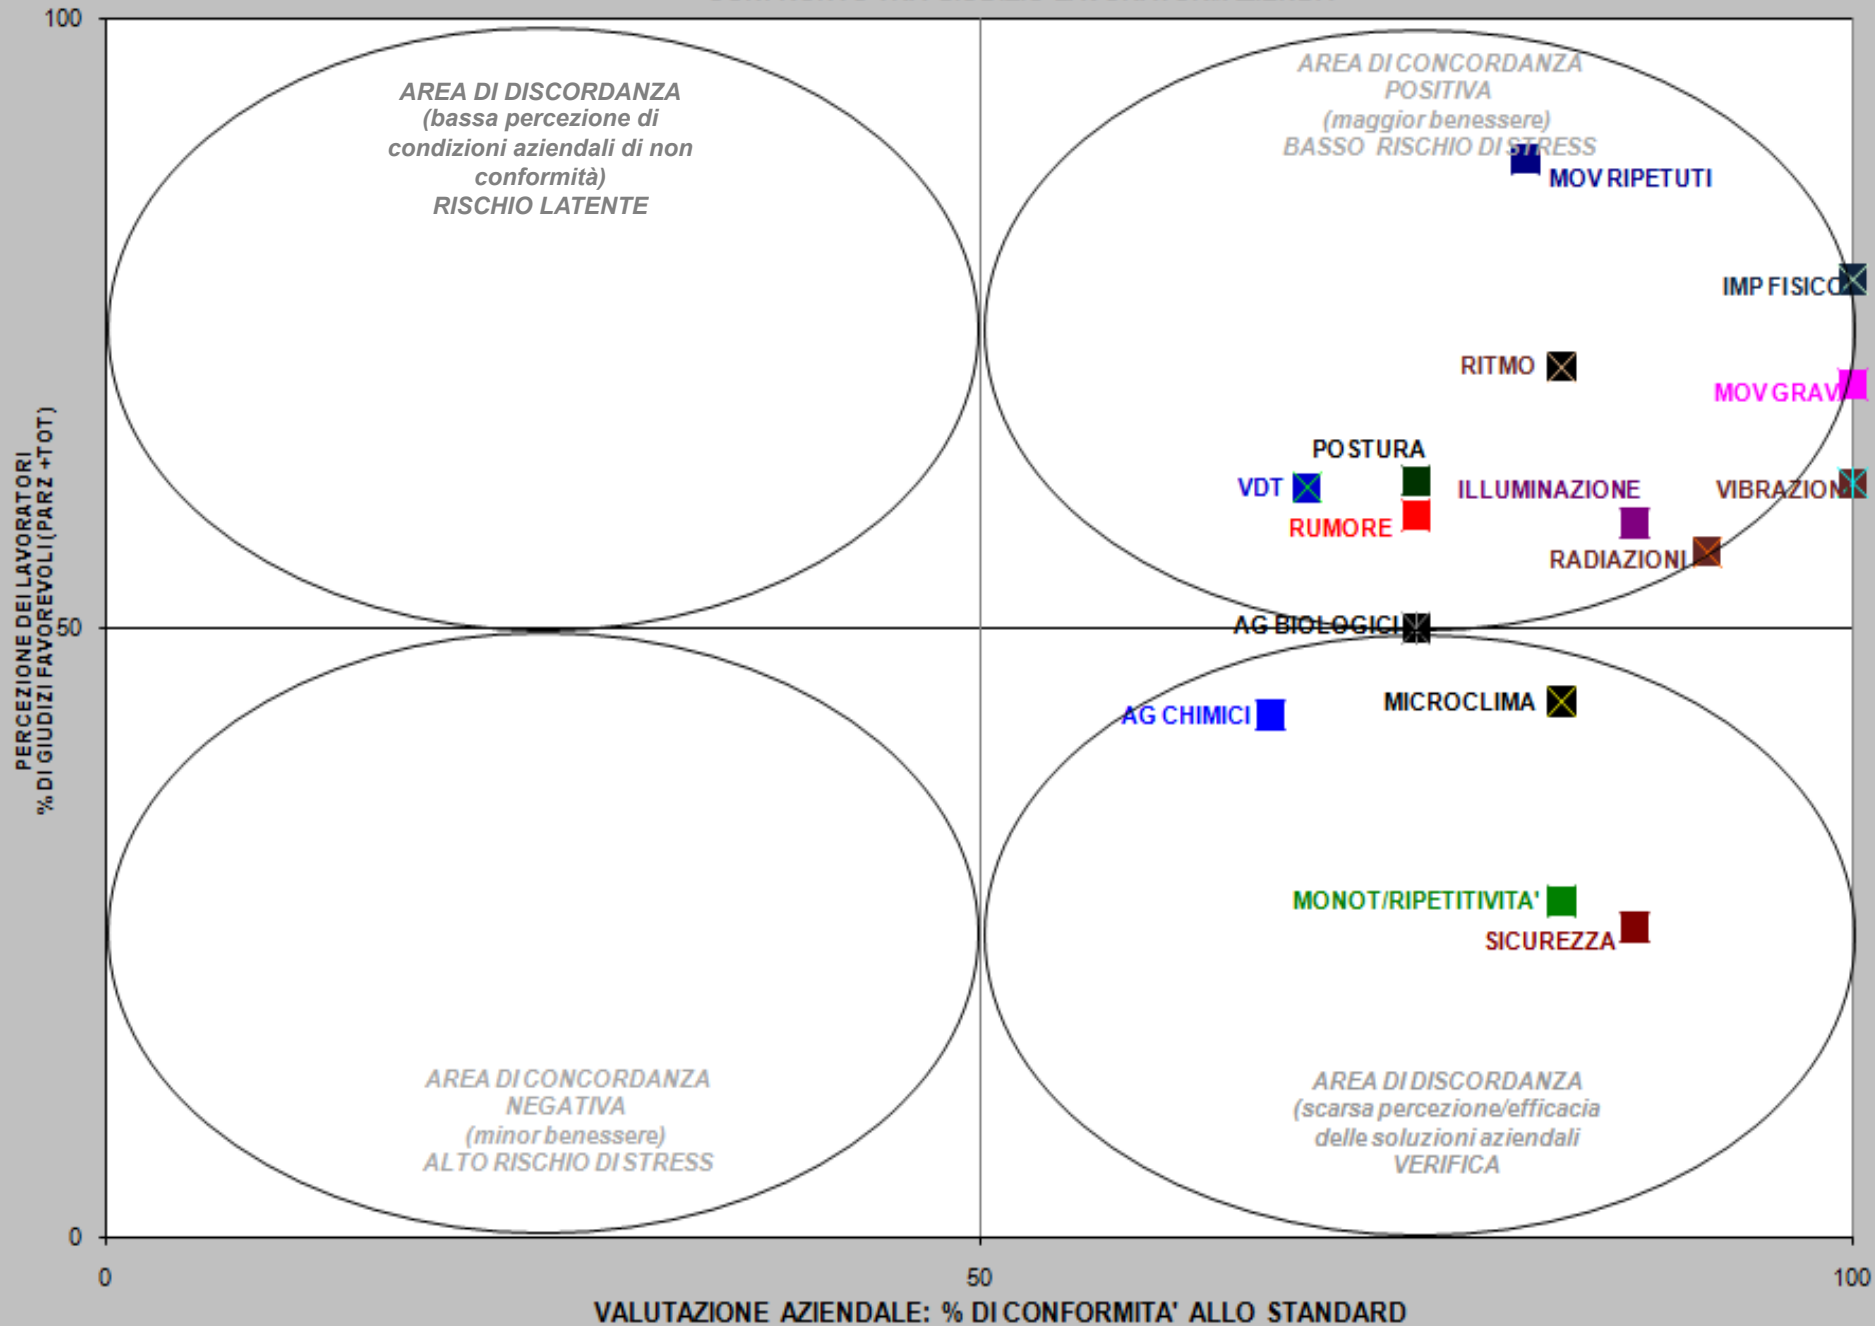 100
AREA DI DISCORDANZA
(bassa percezione di
condizioni aziendali di non
conformità)
RISCHIO LATENTE
AREA DI CONCORDANZA
POSITIVA
(maggior benessere)
BASSO RISCHIO DI STRESS
MOV RIPETUTI
IMP FISICO
RITMO
MOV GRAV
POSTURA
VDT
ILLUMINAZIONE
VIBRAZION
RUMORE
RADIAZIONI
PERCEZIONE DEI LAVORATORI
% DI GIUDIZI FAVOREVOLI (PARZ +TOT)
50
AG BIOLOGICI
MICROCLIMA
AG CHIMICI
MONOT/RIPETITIVITA'
SICUREZZA
AREA DI CONCORDANZA
NEGATIVA
(minor benessere)
ALTO RISCHIO DI STRESS
AREA DI DISCORDANZA
(scarsa percezione/efficacia
delle soluzioni aziendali
VERIFICA
0
0
50
100
VALUTAZIONE AZIENDALE: % DI CONFORMITA' ALLO STANDARD